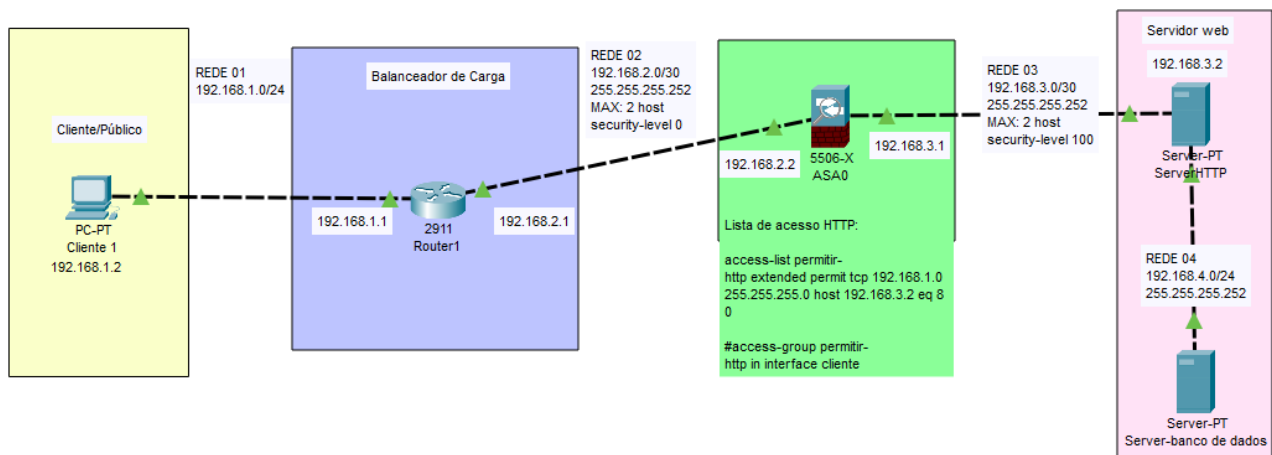 Cliente/Público
PC-PT
Cliente 1
192.168.1.2
REDE 01
192.168.1.0/24
Balanceador de Carga
192.168.1.1
2911
Router1
192.168.2.1
REDE 02
192.168.2.0/30
255.255.255.252
MAX: 2 host
security-level 0
192.168.2.2
5506-X
ASA0
192.168.3.1
Lista de acesso HTTP:
access-list permitir-
http extended permit tcp 192.168.1.0
255.255.255.0 host 192.168.3.2 eq 8
0
#access-group permitir-
http in interface cliente
REDE 03
192.168.3.0/30
255.255.255.252
MAX: 2 host
security-level 100
Servidor web
192.168.3.2
Server-PT
ServerHTTP
REDE 04
192.168.4.0/24
255.255.255.252
Server-PT
Server-banco de dados